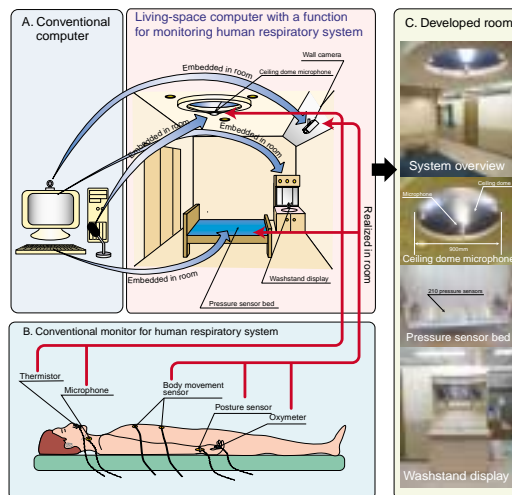 A. Conventional
computer
Living-space computer with a function
for monitoring human respiratory system
Wall camera
Ceiling dome microphone
Embedded in room
Embedded in room
Embedded in room
Embedded in room
Washstand display
Pressure sensor bed
Realized in room
B. Conventional monitor for human respiratory system
Thermistor
Microphone
Body movement
sensor
Posture sensor
Oxymeter
C. Developed room
System overview
Microphone
Ceiling dome
900mm
Ceiling dome microphone
210 pressure sensors
Pressure sensor bed
Washstand display